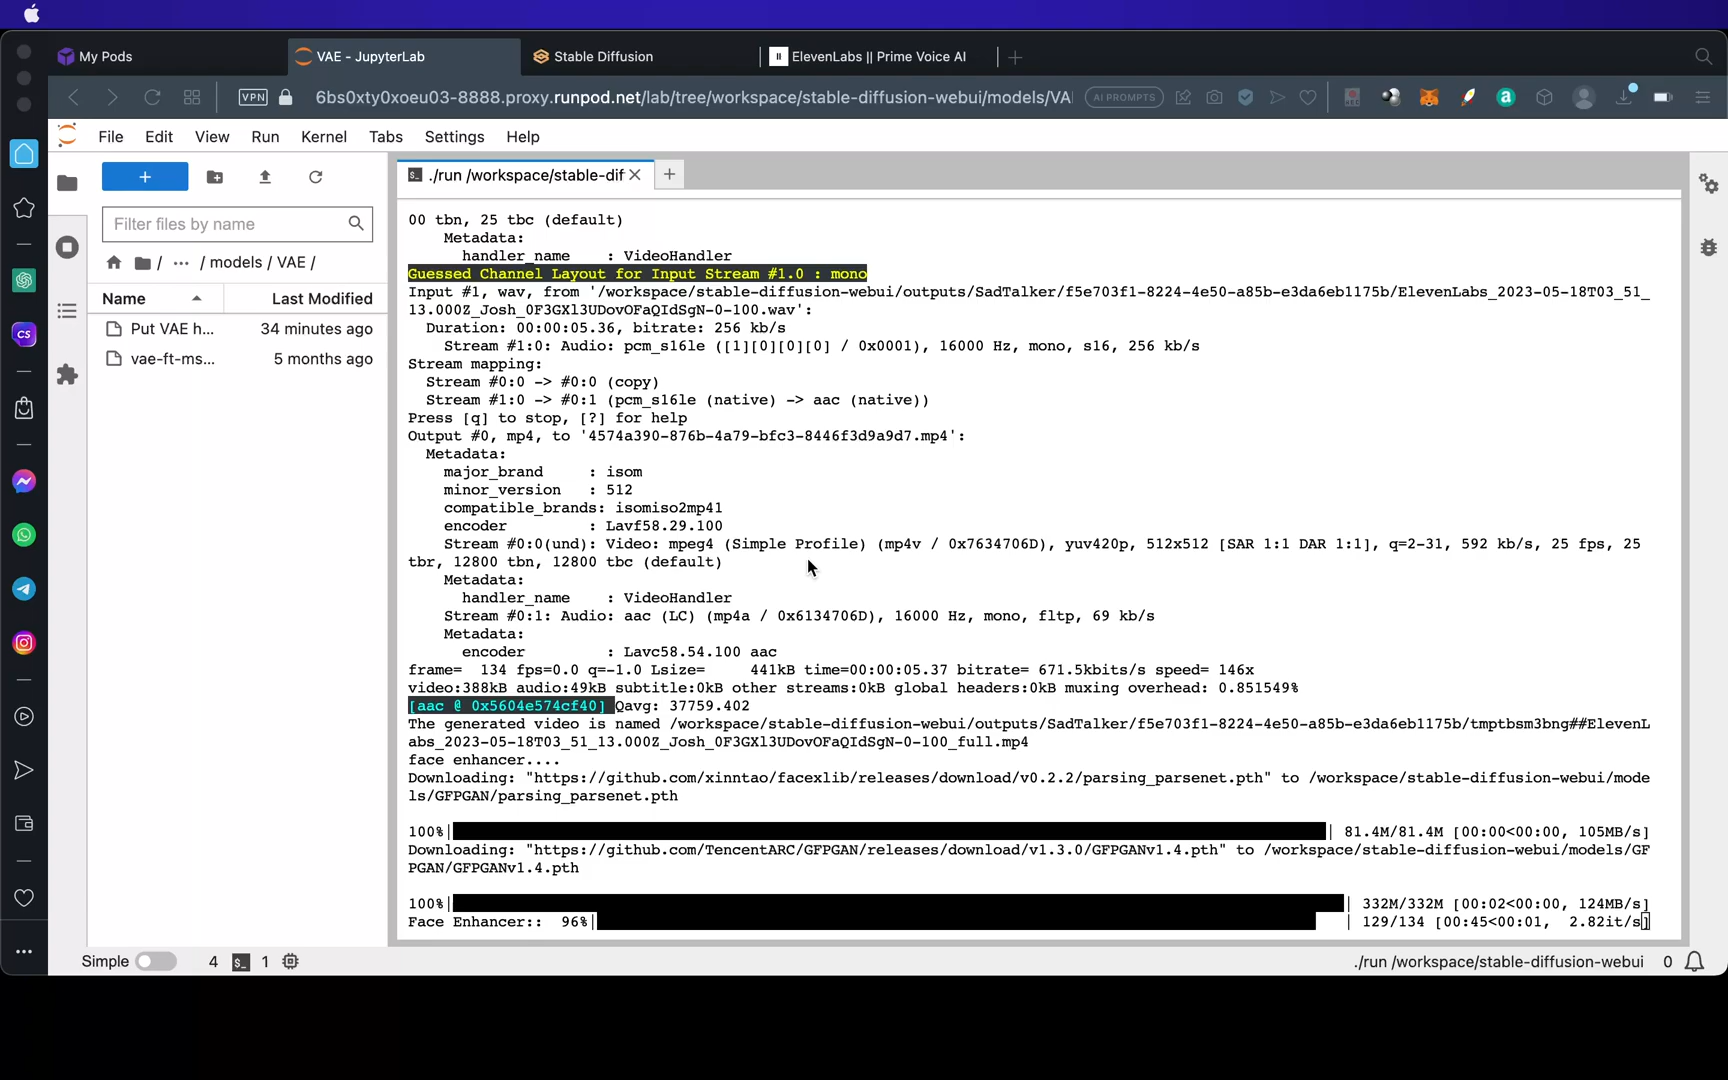 My Pods
VAE - JupyterLab
Stable Diffusion
ElevenLabs || Prime Voice AI
VPN
6bs0xty0xoeu03-8888.proxy.runpod.net/lab/tree/workspace/stable-diffusion-webui/models/VA
AI PROMPTS
File Edit View Run Kernel Tabs Settings Help
./run /workspace/stable-dif
Filter files by name
/ ... / models / VAE /
Name Last Modified
Put VAE h... 34 minutes ago
vae-ft-ms... 5 months ago
CS
00 tbn, 25 tbc (default)
Metadata:
handler_name : VideoHandler
Guessed Channel Layout for Input Stream #1.0 : mono
Input #1, wav, from '/workspace/stable-diffusion-webui/outputs/SadTalker/f5e703f1-8224-4e50-a85b-e3da6eb1175b/ElevenLabs_2023-05-18T03_51_
13.000Z_Josh_0F3GXl3UDovOFaQIdSgN-0-100.wav':
Duration: 00:00:05.36, bitrate: 256 kb/s
Stream #1:0: Audio: pcm_s16le ([1][0][0][0] / 0x0001), 16000 Hz, mono, s16, 256 kb/s
Stream mapping:
Stream #0:0 -> #0:0 (copy)
Stream #1:0 -> #0:1 (pcm_s16le (native) -> aac (native))
Press [q] to stop, [?] for help
Output #0, mp4, to '4574a390-876b-4a79-bfc3-8446f3d9a9d7.mp4':
Metadata:
major_brand : isom
minor_version : 512
compatible_brands: isomiso2mp41
encoder : Lavf58.29.100
Stream #0:0(und): Video: mpeg4 (Simple Profile) (mp4v / 0x7634706D), yuv420p, 512x512 [SAR 1:1 DAR 1:1], q=2-31, 592 kb/s, 25 fps, 25
tbr, 12800 tbn, 12800 tbc (default)
Metadata:
handler_name : VideoHandler
Stream #0:1: Audio: aac (LC) (mp4a / 0x6134706D), 16000 Hz, mono, fltp, 69 kb/s
Metadata:
encoder : Lavc58.54.100 aac
frame= 134 fps=0.0 q=-1.0 Lsize= 441kB time=00:00:05.37 bitrate= 671.5kbits/s speed= 146x
video:388kB audio:49kB subtitle:0kB other streams:0kB global headers:0kB muxing overhead: 0.851549%
[aac @ 0x5604e574cf40] Qavg: 37759.402
The generated video is named /workspace/stable-diffusion-webui/outputs/SadTalker/f5e703f1-8224-4e50-a85b-e3da6eb1175b/tmptbsm3bng##ElevenL
abs_2023-05-18T03_51_13.000Z_Josh_0F3GXl3UDovOFaQIdSgN-0-100_full.mp4
face enhancer....
Downloading: "https://github.com/xinntao/facexlib/releases/download/v0.2.2/parsing_parsenet.pth" to /workspace/stable-diffusion-webui/mode
ls/GFPGAN/parsing_parsenet.pth
100%| | 81.4M/81.4M [00:00<00:00, 105MB/s]
Downloading: "https://github.com/TencentARC/GFPGAN/releases/download/v1.3.0/GFPGANv1.4.pth" to /workspace/stable-diffusion-webui/models/GF
PGAN/GFPGANv1.4.pth
100%| | 332M/332M [00:02<00:00, 124MB/s]
Face Enhancer:: 96%| | 129/134 [00:45<00:01, 2.82it/s]
Simple 4 1 ./run /workspace/stable-diffusion-webui 0